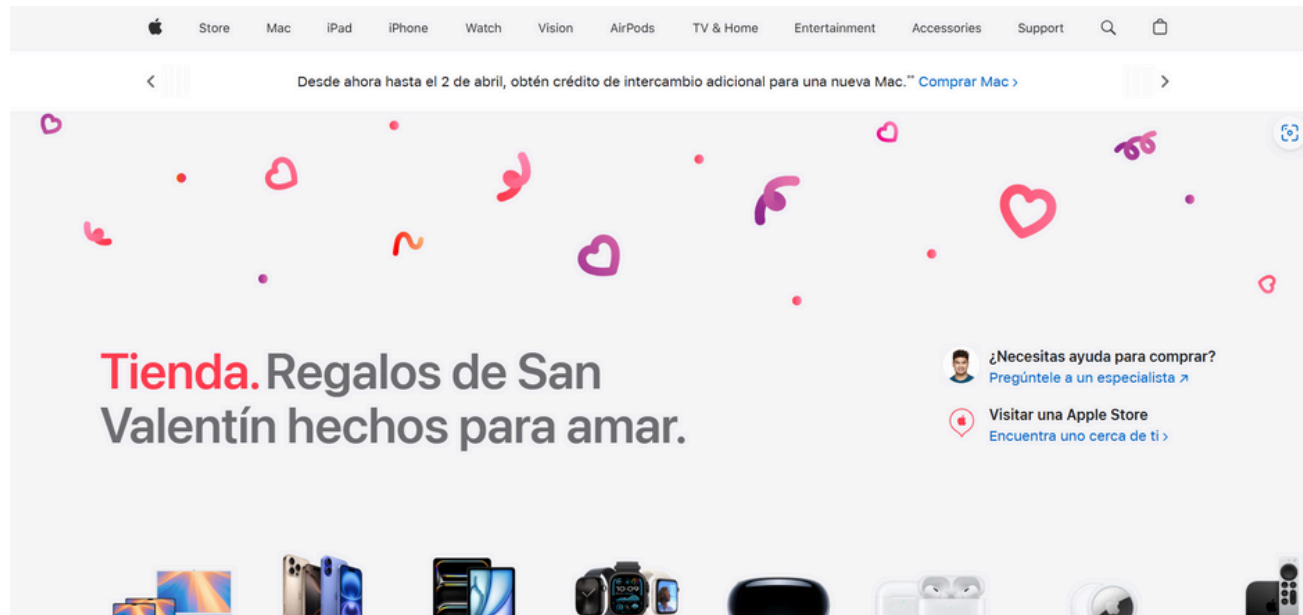 Store Mac iPad iPhone Watch Vision AirPods TV & Home Entertainment Accessories Support
Desde ahora hasta el 2 de abril, obtén crédito de intercambio adicional para una nueva Mac.** Comprar Mac >
Tienda. Regalos de San
Valentín hechos para amar.
¿Necesitas ayuda para comprar?
Pregúntele a un especialista ↗
Visitar una Apple Store
Encuentra uno cerca de ti >
10:09